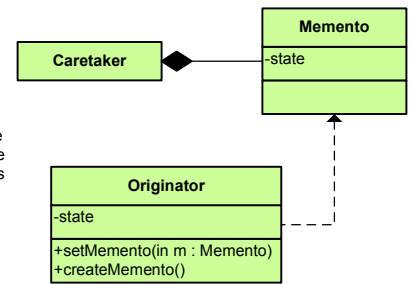 Memento
-state
Caretaker
e
e
s
Originator
-state
+setMemento(in m : Memento)
+createMemento()